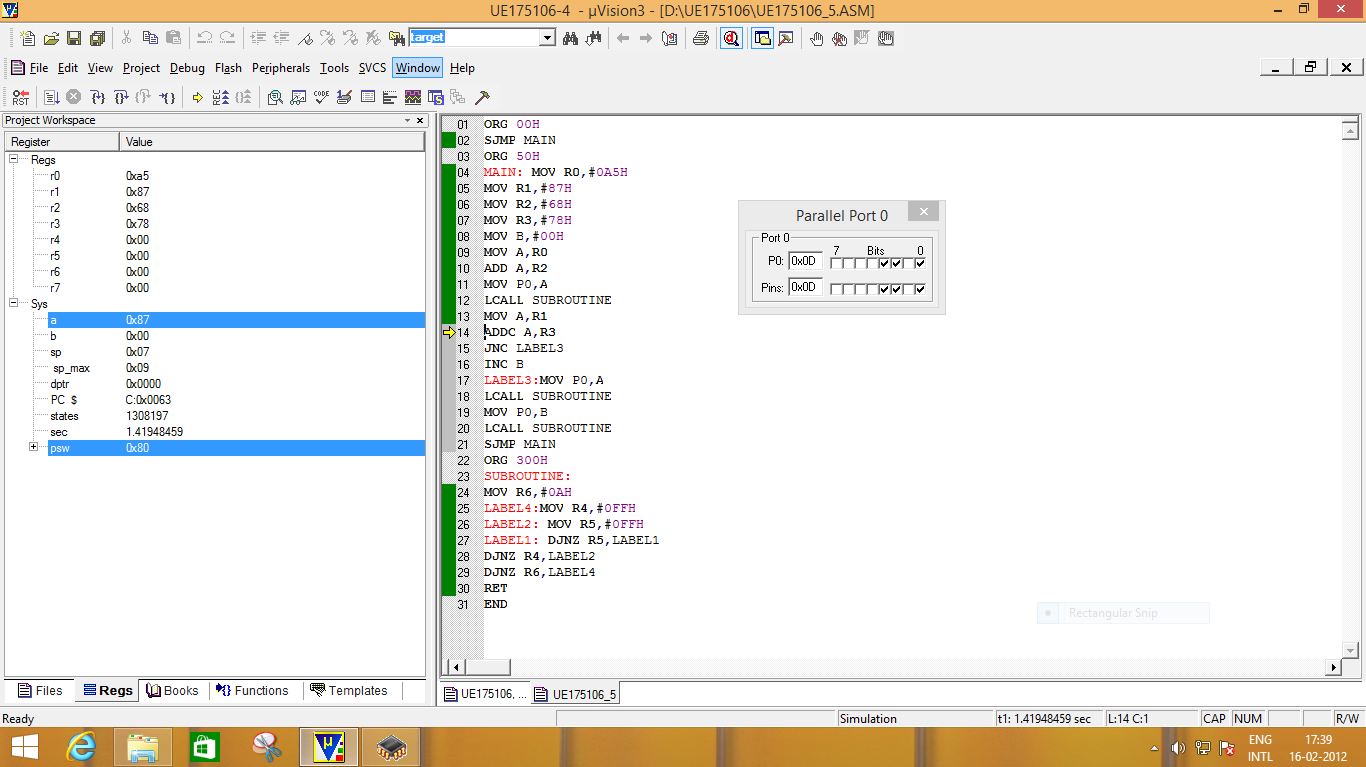 UE175106-4 - µVision3 - [D:\UE175106\UE175106_5.ASM]
target
File Edit View Project Debug Flash Peripherals Tools SVCS Window Help
RST
Project Workspace
Register Value
Regs
r0 0xa5
r1 0x87
r2 0x68
r3 0x78
r4 0x00
r5 0x00
r6 0x00
r7 0x00
Sys
a 0x87
b 0x00
sp 0x07
sp_max 0x09
dptr 0x0000
PC $ C:0x0063
states 1308197
sec 1.41948459
psw 0x80
Files Regs Books Functions Templates
01 ORG 00H
02 SJMP MAIN
03 ORG 50H
04 MAIN: MOV R0,#0A5H
05 MOV R1,#87H
06 MOV R2,#68H
07 MOV R3,#78H
08 MOV B,#00H
09 MOV A,R0
10 ADD A,R2
11 MOV P0,A
12 LCALL SUBROUTINE
13 MOV A,R1
14 ADDC A,R3
15 JNC LABEL3
16 INC B
17 LABEL3:MOV P0,A
18 LCALL SUBROUTINE
19 MOV P0,B
20 LCALL SUBROUTINE
21 SJMP MAIN
22 ORG 300H
23 SUBROUTINE:
24 MOV R6,#0AH
25 LABEL4:MOV R4,#0FFH
26 LABEL2: MOV R5,#0FFH
27 LABEL1: DJNZ R5,LABEL1
28 DJNZ R4,LABEL2
29 DJNZ R6,LABEL4
30 RET
31 END
Parallel Port 0
Port 0
7 Bits 0
P0: 0x0D
Pins: 0x0D
Rectangular Snip
UE175106, ... UE175106_5
Ready Simulation t1: 1.41948459 sec L:14 C:1 CAP NUM R/W
ENG 17:39
INTL 16-02-2012